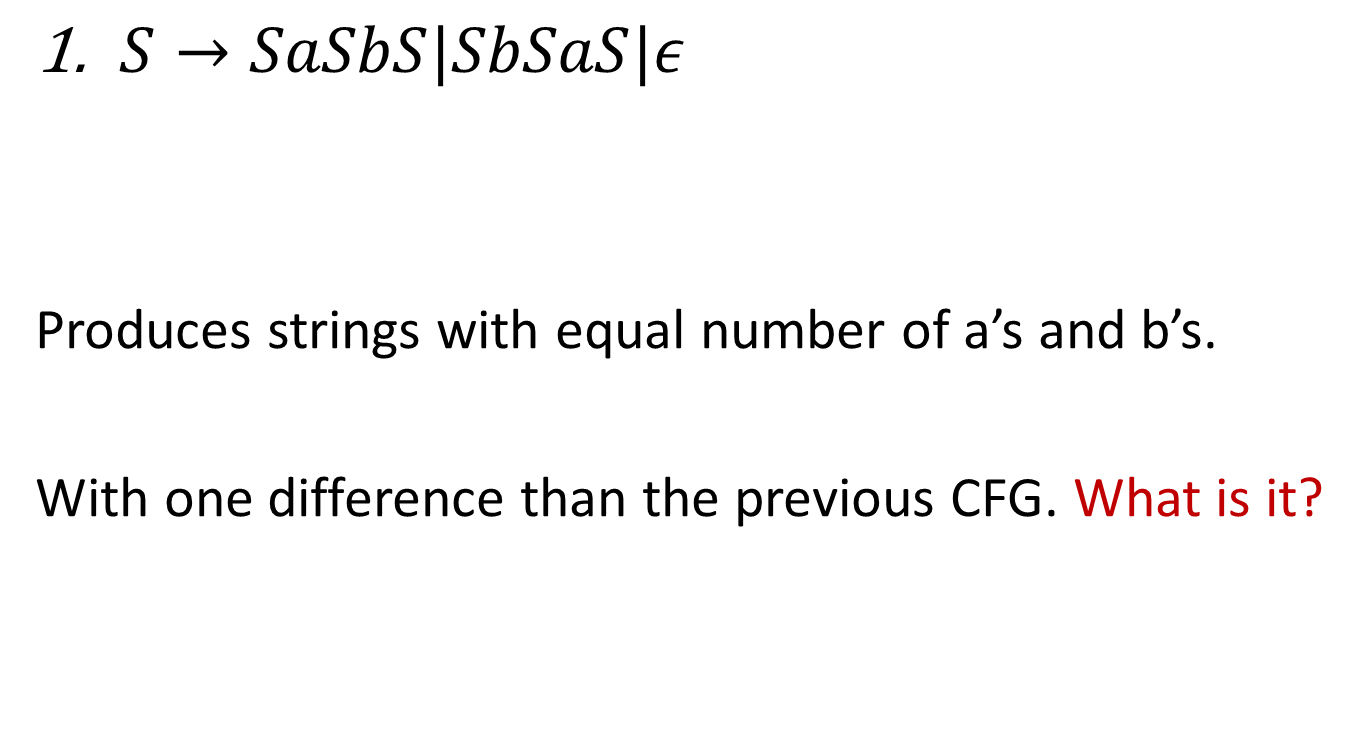 1. S → SaSbS|SbSaS|ϵ
Produces strings with equal number of a’s and b’s.
With one difference than the previous CFG. What is it?